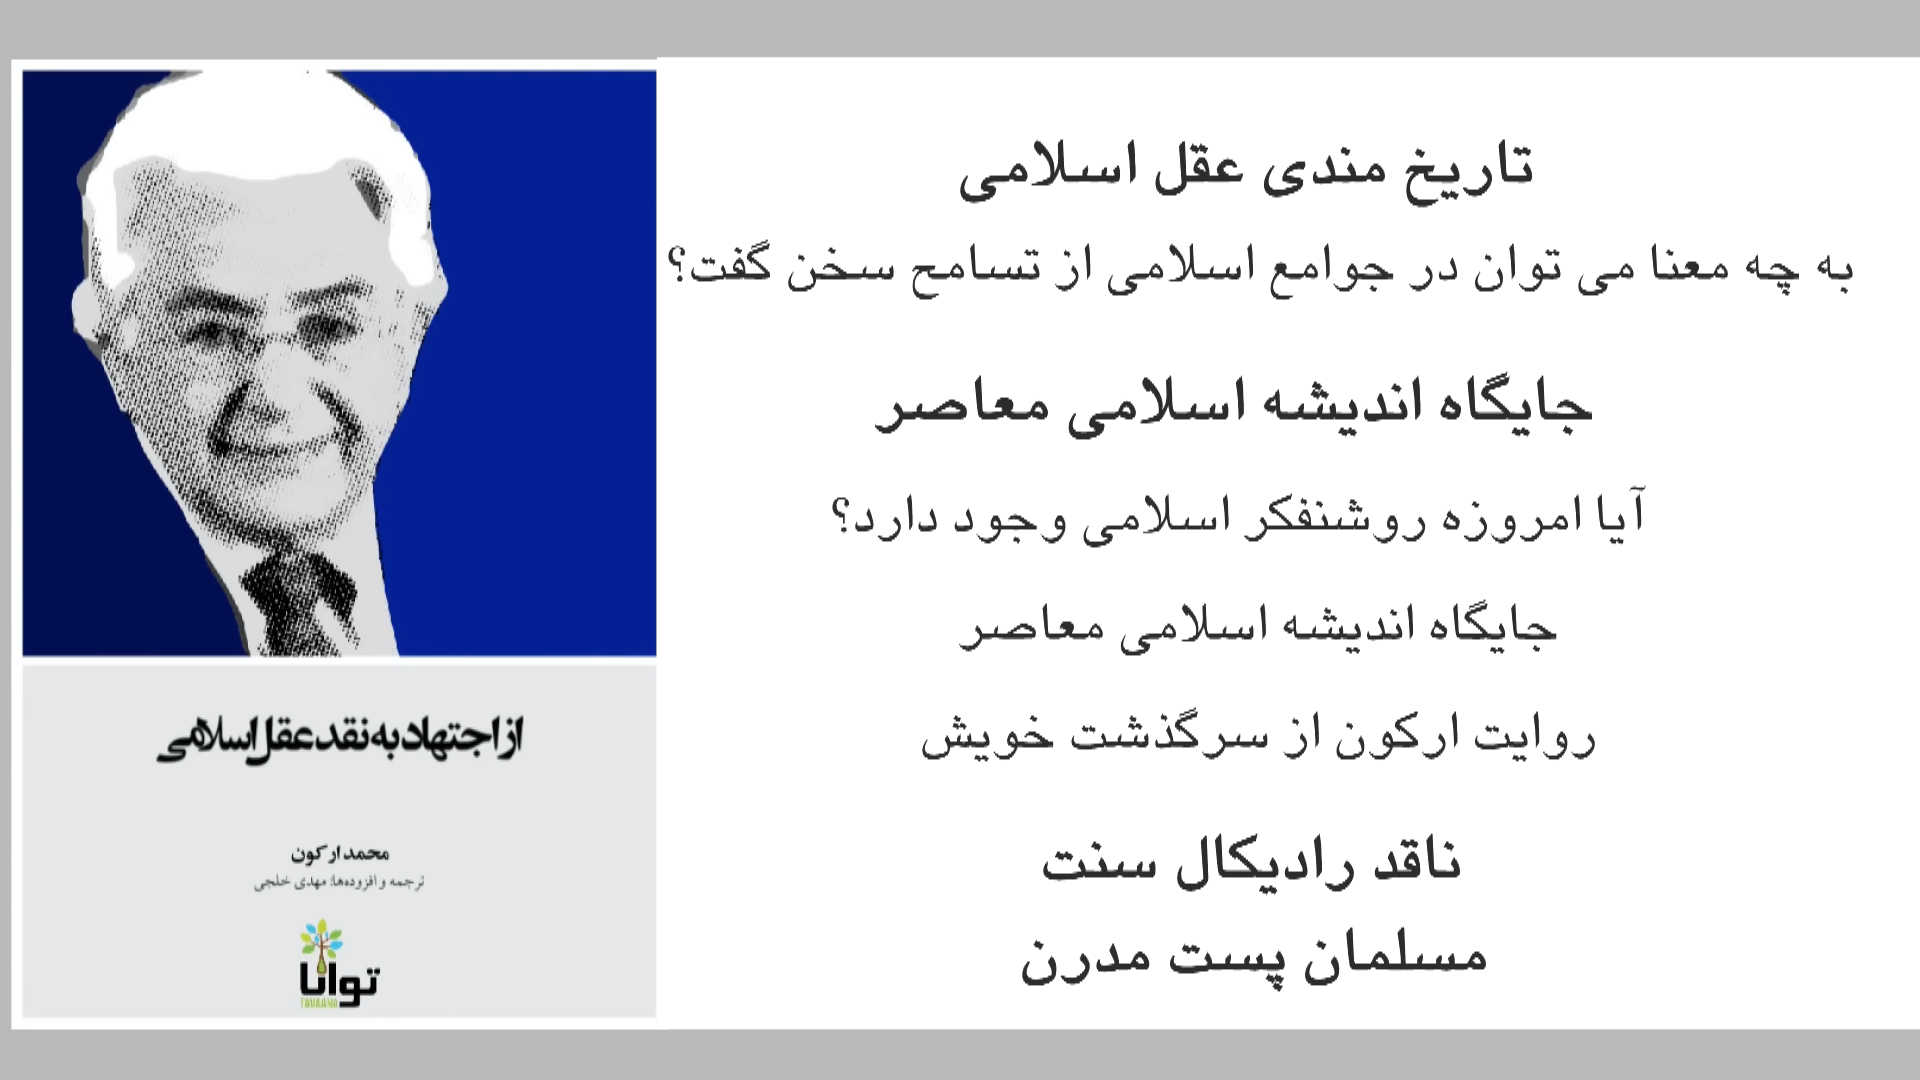 تاریخ مندی عقل اسلامی
به چه معنا می توان در جوامع اسلامی از تسامح سخن گفت؟
جایگاه اندیشه اسلامی معاصر
آیا امروزه روشنفکر اسلامی وجود دارد؟
جایگاه اندیشه اسلامی معاصر
روایت ارکون از سرگذشت خویش
ناقد رادیکال سنت
مسلمان پست مدرن
از اجتهاد به نقد عقل اسلامی
محمد ارکون
ترجمه و افزوده‌ها: مهدی خلجی
توانا
TAVAANA